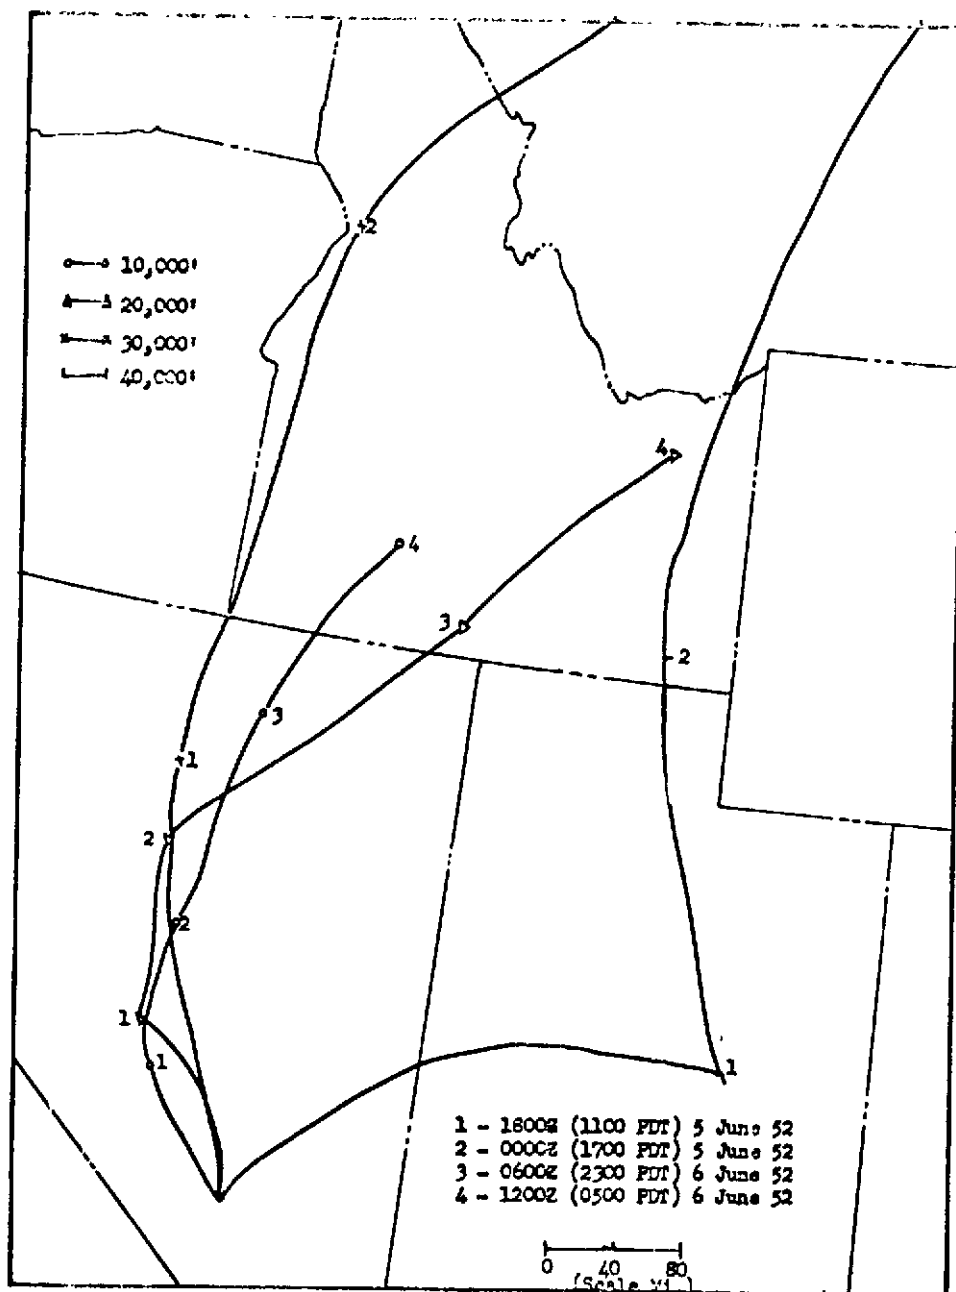 2
10,000'
20,000'
30,000'
40,000'
4
4
3
2
3
1
2
2
1
1
1
1 - 1800Z (1100 PDT) 5 June 52
2 - 0000Z (1700 PDT) 5 June 52
3 - 0600Z (2300 PDT) 6 June 52
4 - 1200Z (0500 PDT) 6 June 52
0 40 80
(Scale Mi.